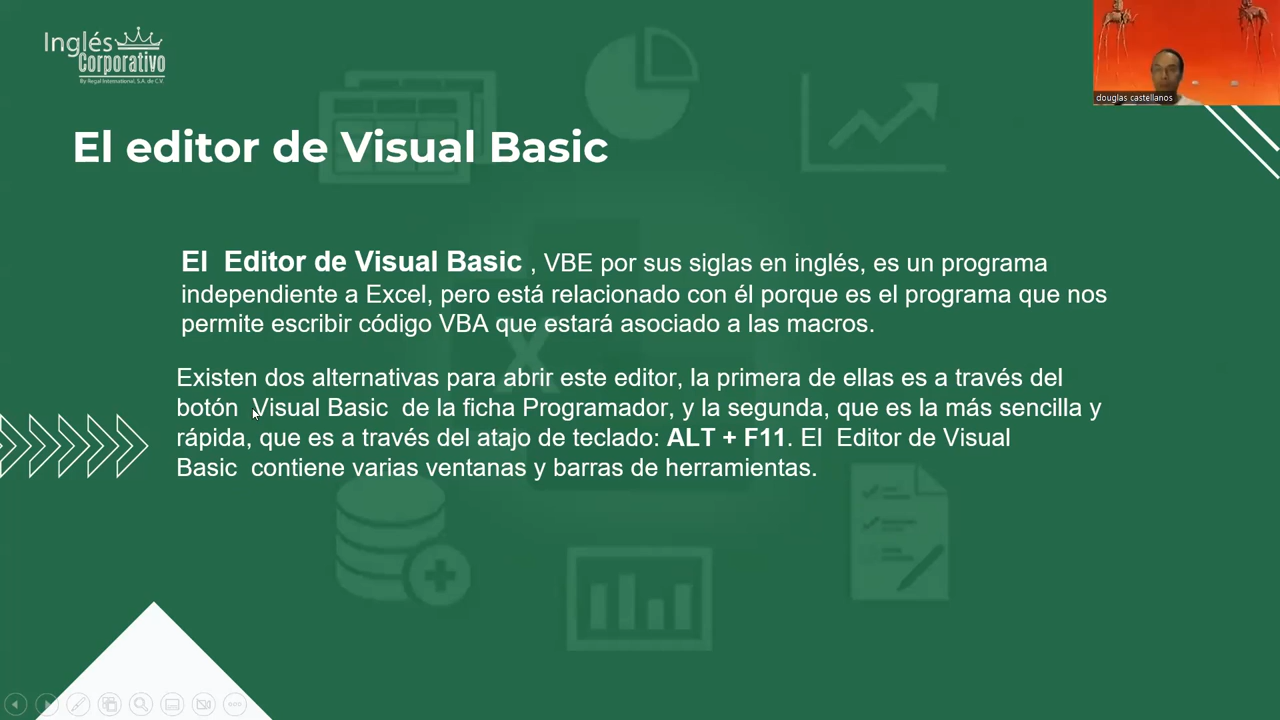 Inglés
Corporativo
By Regal International, S.A. de C.V.
douglas castellanos
El editor de Visual Basic
El  Editor de Visual Basic , VBE por sus siglas en inglés, es un programa
independiente a Excel, pero está relacionado con él porque es el programa que nos
permite escribir código VBA que estará asociado a las macros.
Existen dos alternativas para abrir este editor, la primera de ellas es a través del
botón  Visual Basic  de la ficha Programador, y la segunda, que es la más sencilla y
rápida, que es a través del atajo de teclado: ALT + F11. El  Editor de Visual
Basic  contiene varias ventanas y barras de herramientas.